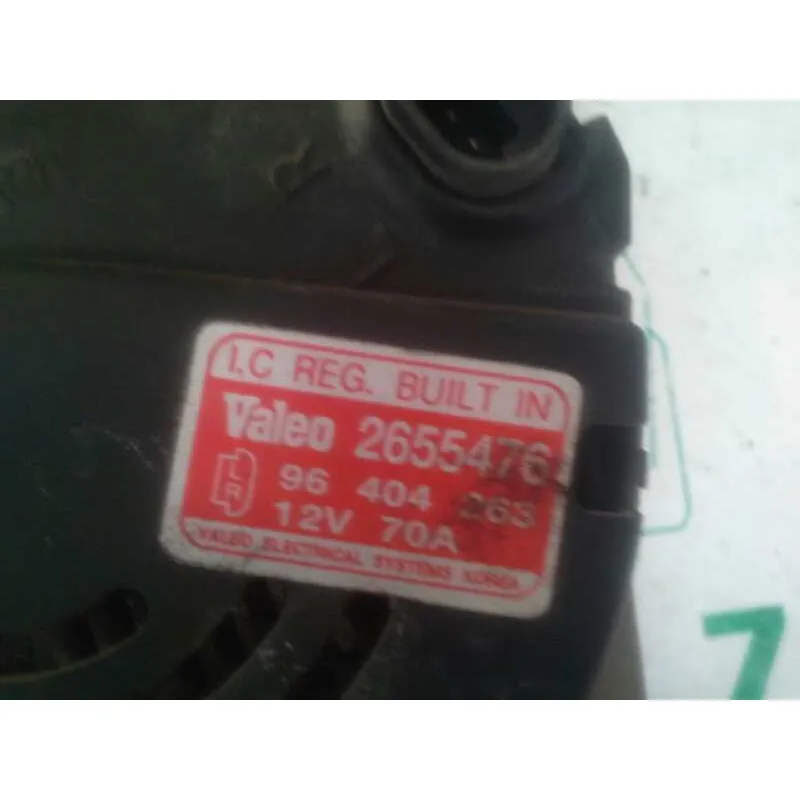 I.C REG. BUILT IN
Valeo 2655476
L R 96 404 263
12V 70A
VALEO ELECTRICAL SYSTEMS KOREA
R
L
7